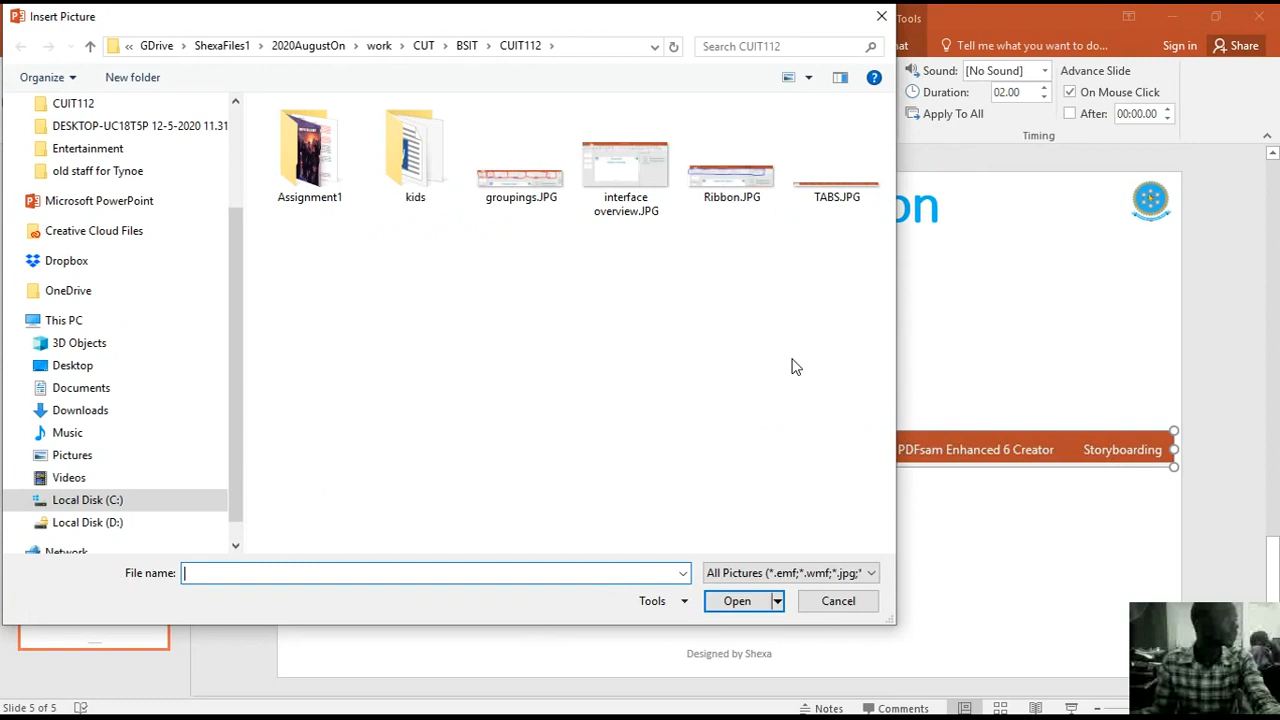 Insert Picture
Tools
GDrive
ShexaFiles1
2020AugustOn
work
CUT
BSIT
CUIT112
Search CUIT112
at
Tell me what you want to do...
Sign in
Share
Organize
New folder
Sound:
[No Sound]
Advance Slide
Duration:
02.00
On Mouse Click
Apply To All
After:
00:00.00
Timing
CUIT112
DESKTOP-UC18T5P 12-5-2020 11.31
Entertainment
old staff for Tynoe
Microsoft PowerPoint
Creative Cloud Files
Dropbox
OneDrive
This PC
3D Objects
Desktop
Documents
Downloads
Music
Pictures
Videos
Local Disk (C:)
Local Disk (D:)
Network
Assignment1
kids
groupings.JPG
interface
overview.JPG
Ribbon.JPG
TABS.JPG
on
PDFsam Enhanced 6 Creator
Storyboarding
File name:
All Pictures (*.emf;*.wmf;*.jpg;*
Tools
Open
Cancel
Designed by Shexa
Slide 5 of 5
Notes
Comments